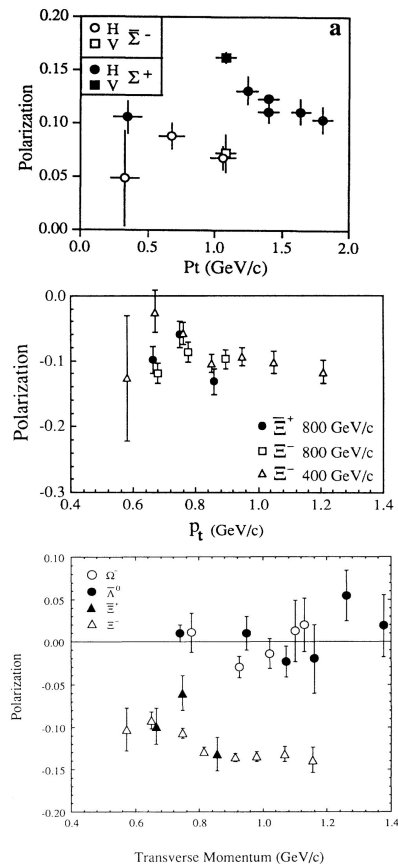 a
H
V Σ̅ −
H
V Σ +
0.20
0.15
0.10
0.05
0.00
Polarization
0.0 0.5 1.0 1.5 2.0
Pt (GeV/c)
0.0
-0.1
-0.2
-0.3
Polarization
Ξ̅⁺ 800 GeV/c
Ξ⁻ 800 GeV/c
Ξ⁻ 400 GeV/c
0.4 0.6 0.8 1.0 1.2 1.4
pt (GeV/c)
0.10
0.05
0.00
-0.05
-0.10
-0.15
-0.20
Polarization
Ω⁻
Λ̅⁰
Ξ̅⁺
Ξ⁻
0.4 0.6 0.8 1.0 1.2 1.4
Transverse Momentum (GeV/c)